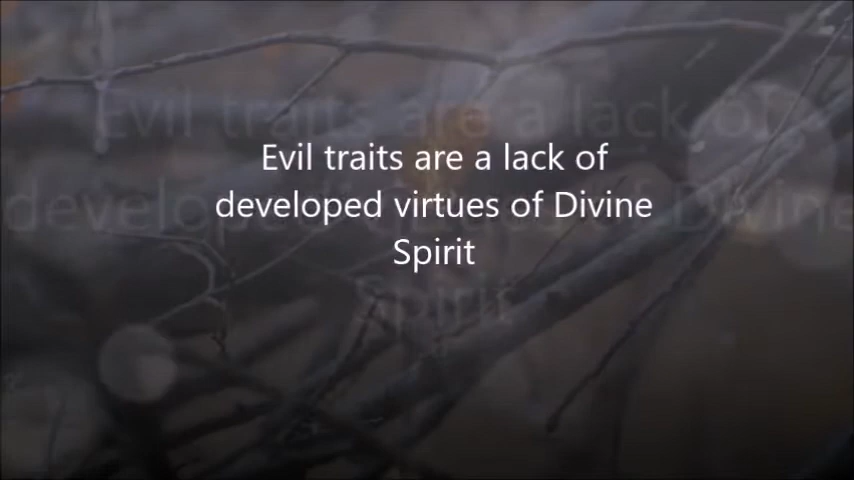 Evil traits are a lack of
developed virtues of Divine
Spirit